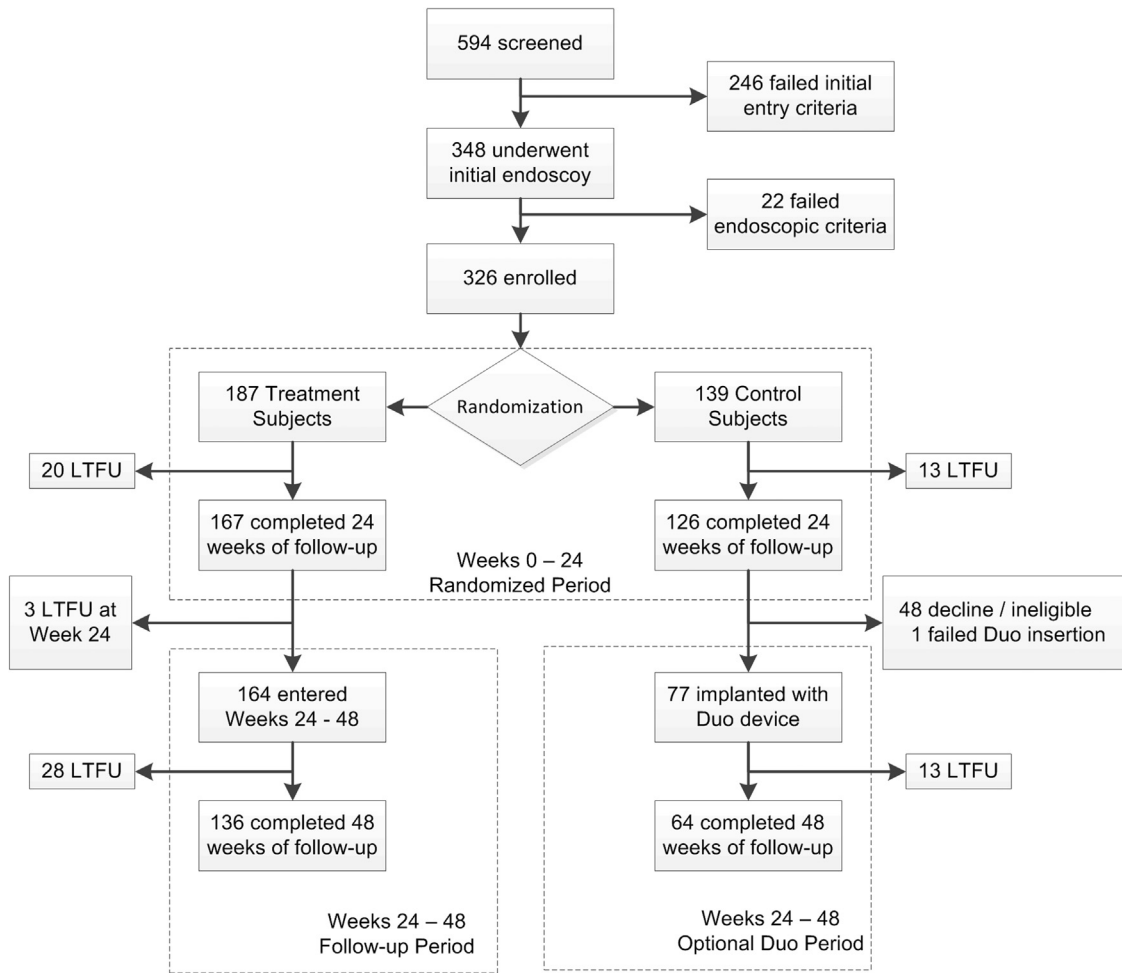 594 screened
246 failed initial
entry criteria
348 underwent
initial endoscoy
22 failed
endoscopic criteria
326 enrolled
187 Treatment
Subjects
Randomization
139 Control
Subjects
20 LTFU
13 LTFU
167 completed 24
weeks of follow-up
126 completed 24
weeks of follow-up
Weeks 0 – 24
Randomized Period
3 LTFU at
Week 24
48 decline / ineligible
1 failed Duo insertion
164 entered
Weeks 24 - 48
77 implanted with
Duo device
28 LTFU
13 LTFU
136 completed 48
weeks of follow-up
64 completed 48
weeks of follow-up
Weeks 24 – 48
Follow-up Period
Weeks 24 – 48
Optional Duo Period